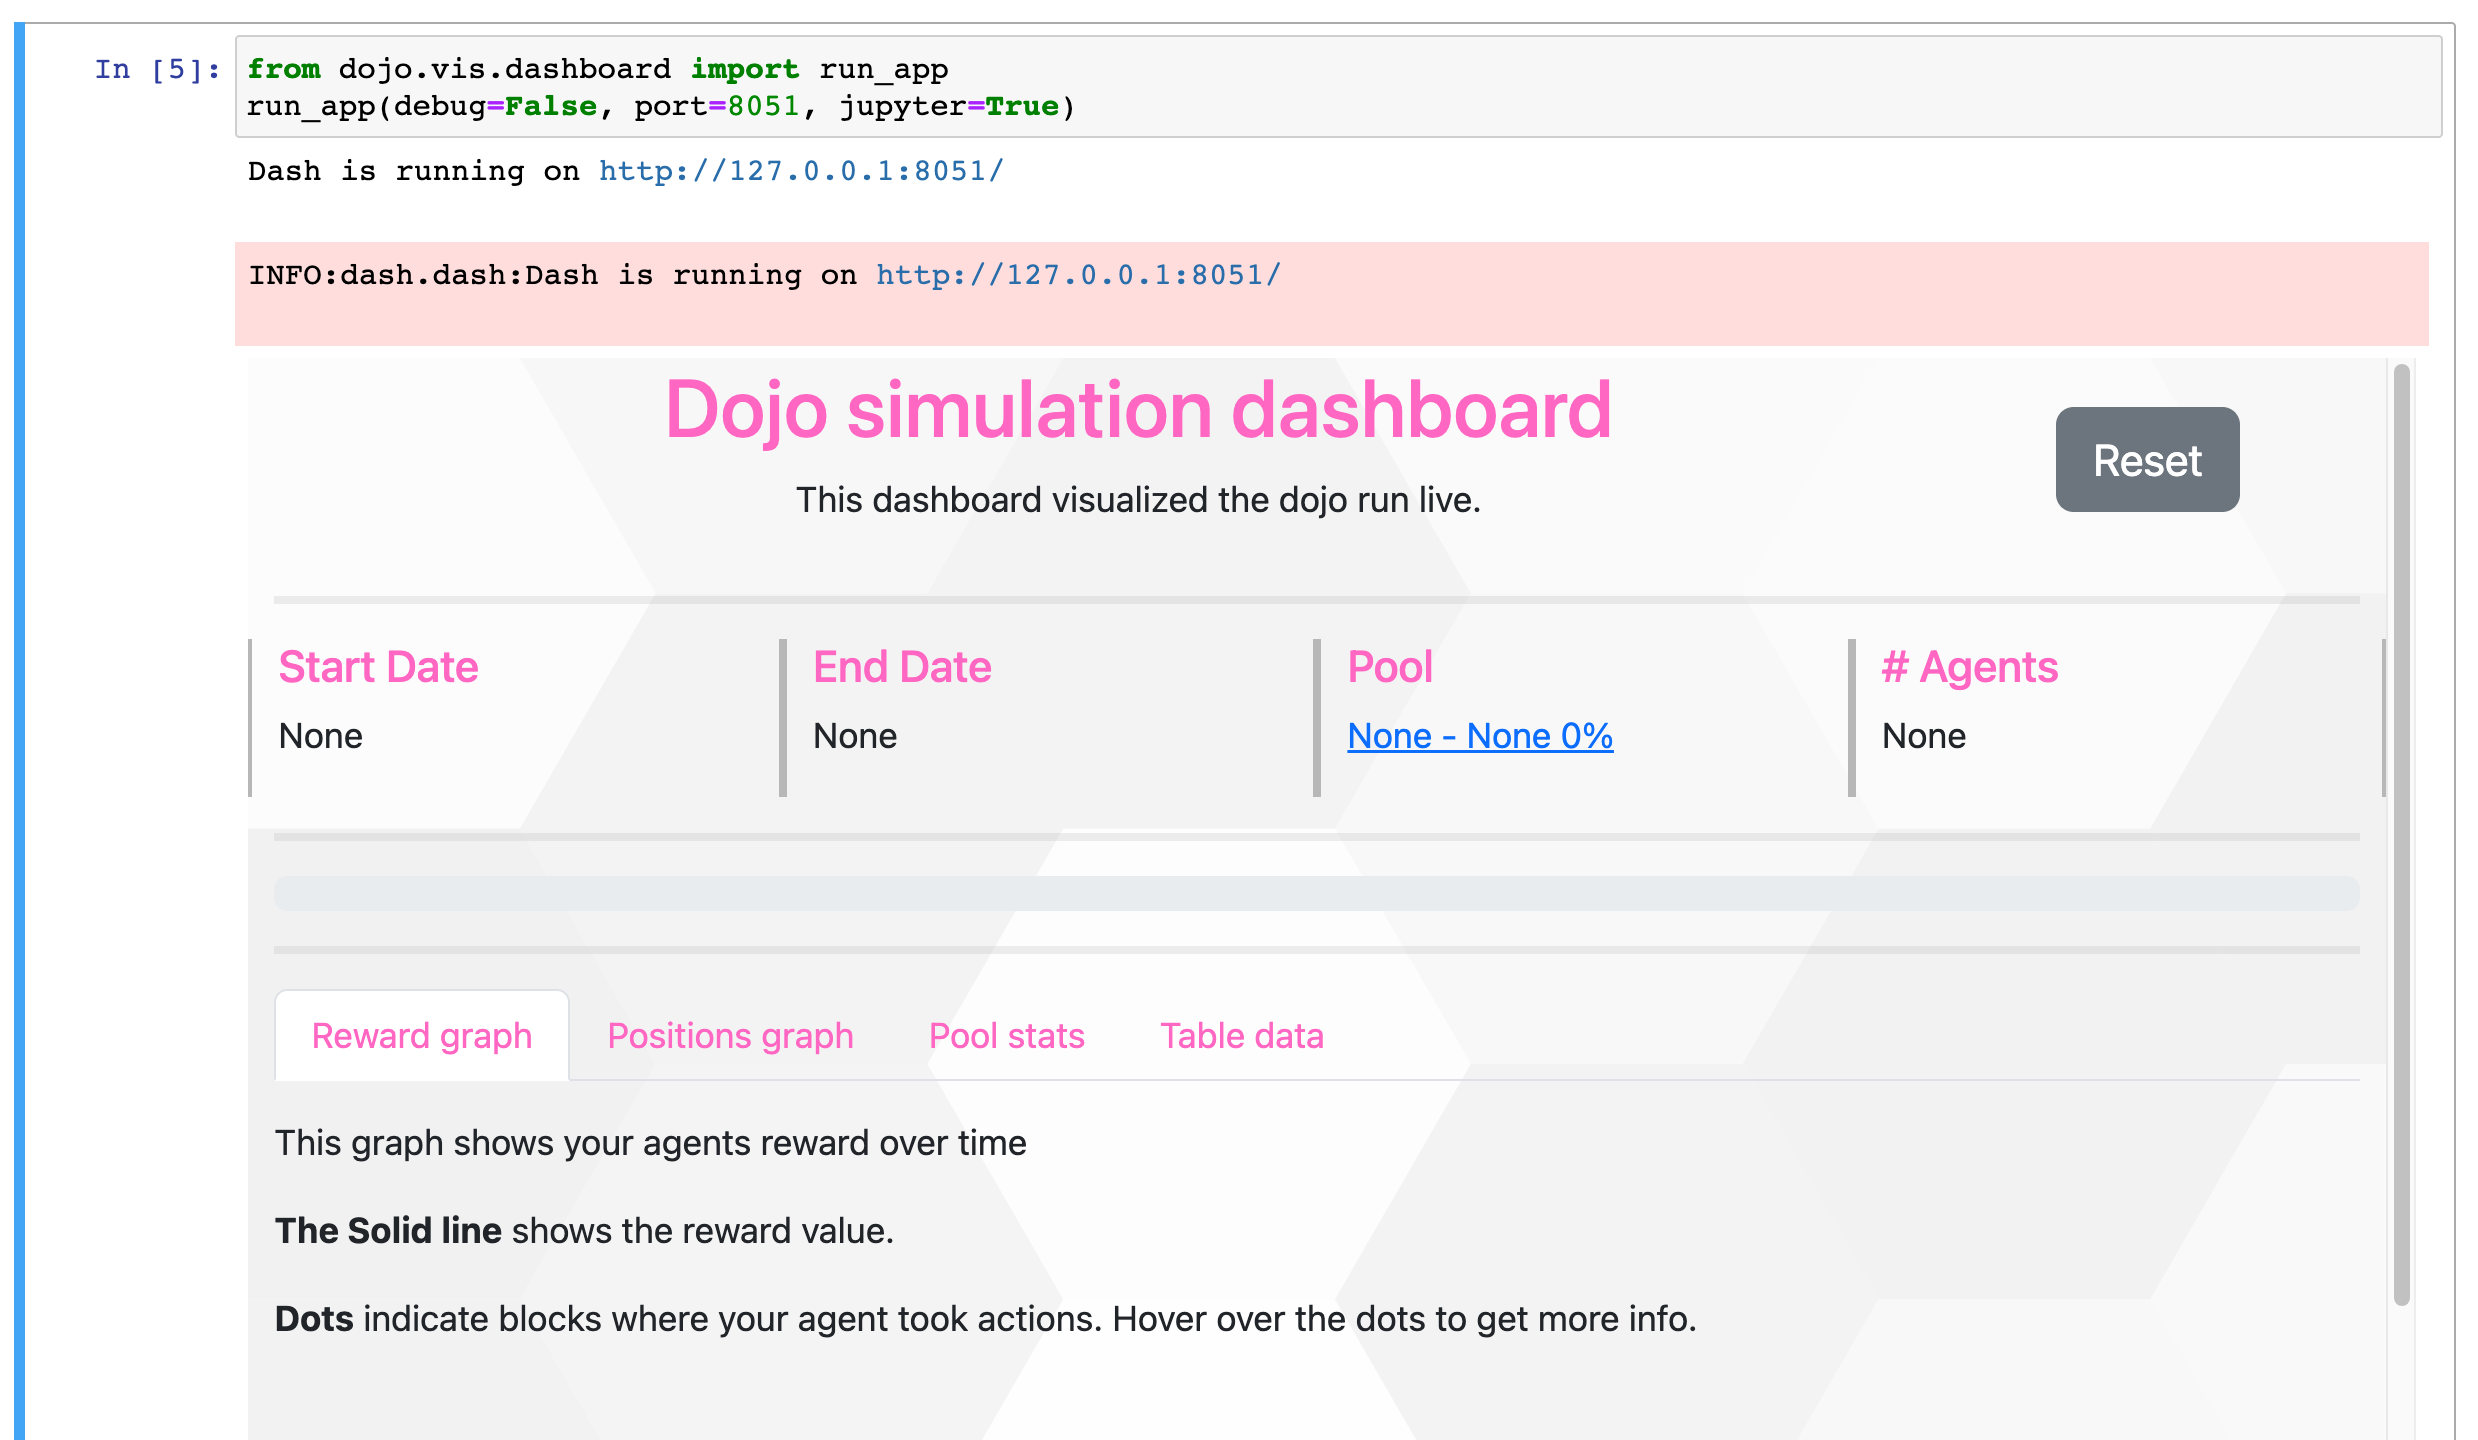 In [5]:
from dojo.vis.dashboard import run_app
run_app(debug=False, port=8051, jupyter=True)
Dash is running on http://127.0.0.1:8051/
INFO:dash.dash:Dash is running on http://127.0.0.1:8051/
Dojo simulation dashboard
Reset
This dashboard visualized the dojo run live.
Start Date
None
End Date
None
Pool
None - None 0%
# Agents
None
Reward graph
Positions graph
Pool stats
Table data
This graph shows your agents reward over time
The Solid line shows the reward value.
Dots indicate blocks where your agent took actions. Hover over the dots to get more info.